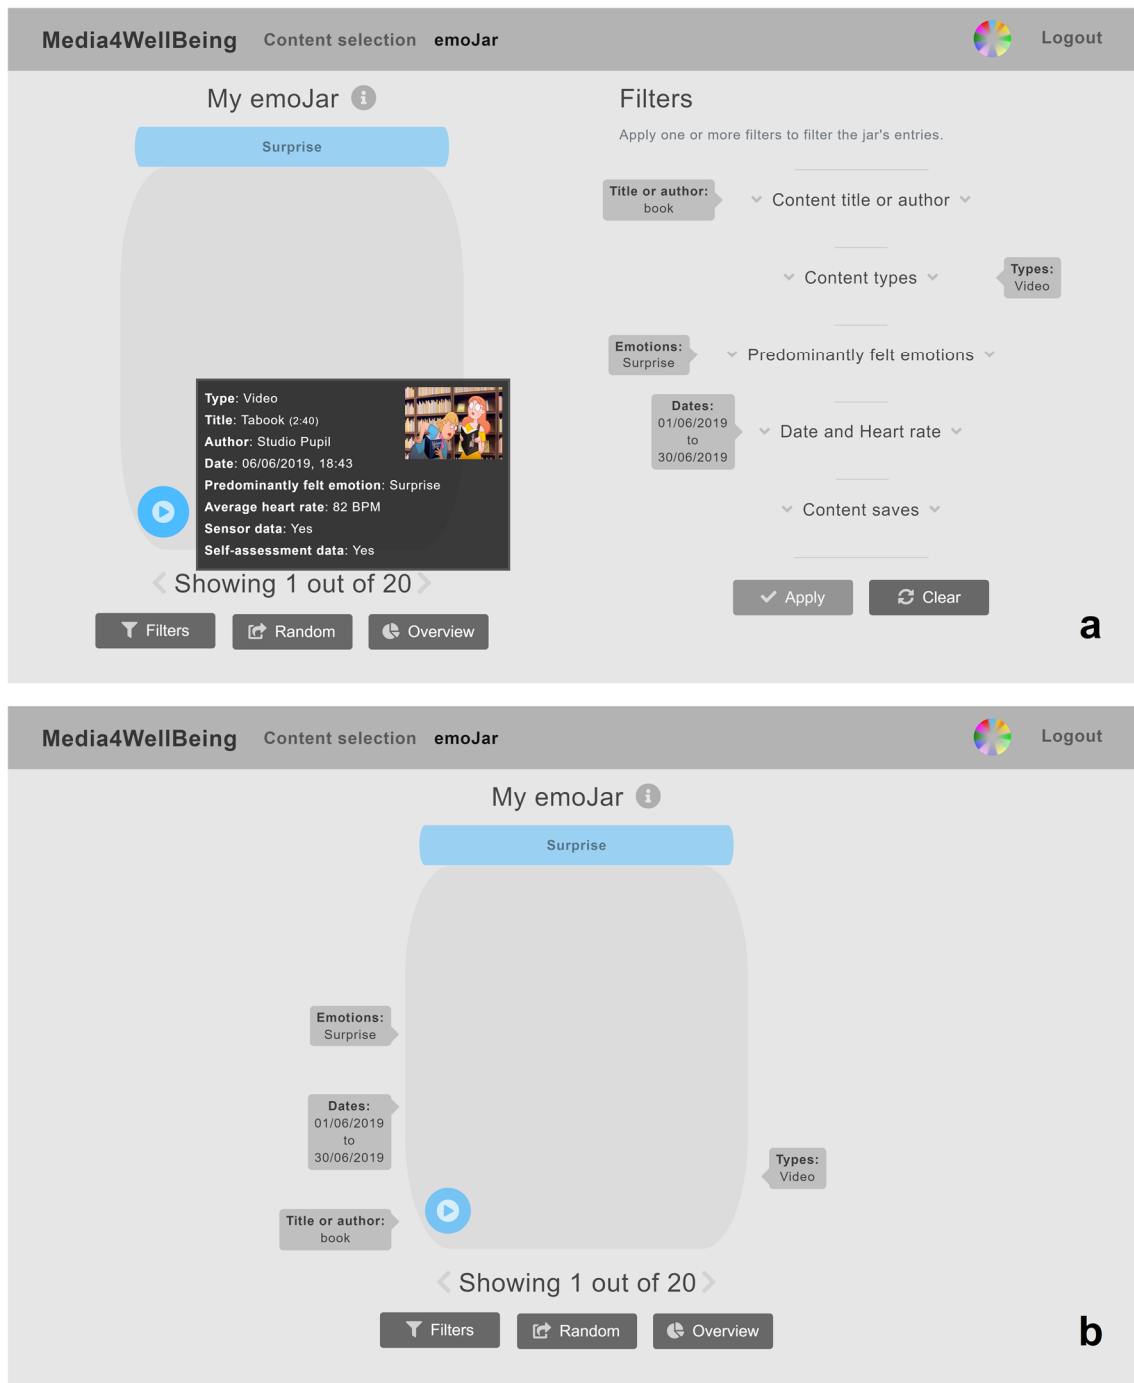 Media4WellBeing Content selection emoJar Logout
My emoJar
Surprise
Type: Video
Title: Tabook (2:40)
Author: Studio Pupil
Date: 06/06/2019, 18:43
Predominantly felt emotion: Surprise
Average heart rate: 82 BPM
Sensor data: Yes
Self-assessment data: Yes
Showing 1 out of 20
Filters Random Overview
Filters
Apply one or more filters to filter the jar's entries.
Title or author:
book
Content title or author
Content types
Types:
Video
Emotions:
Surprise
Predominantly felt emotions
Dates:
01/06/2019
to
30/06/2019
Date and Heart rate
Content saves
Apply Clear
a
Media4WellBeing Content selection emoJar Logout
My emoJar
Surprise
Emotions:
Surprise
Dates:
01/06/2019
to
30/06/2019
Types:
Video
Title or author:
book
Showing 1 out of 20
Filters Random Overview
b